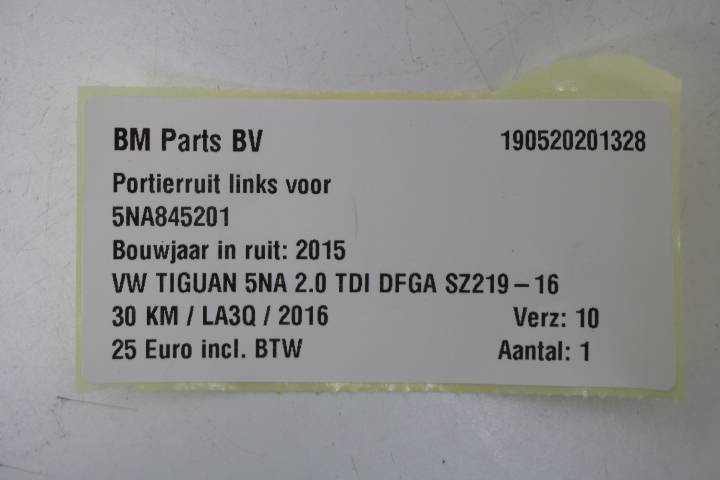 BM Parts BV 190520201328
Portierruit links voor
5NA845201
Bouwjaar in ruit: 2015
VW TIGUAN 5NA 2.0 TDI DFGA SZ219-16
30 KM / LA3Q / 2016 Verz: 10
25 Euro incl. BTW Aantal: 1